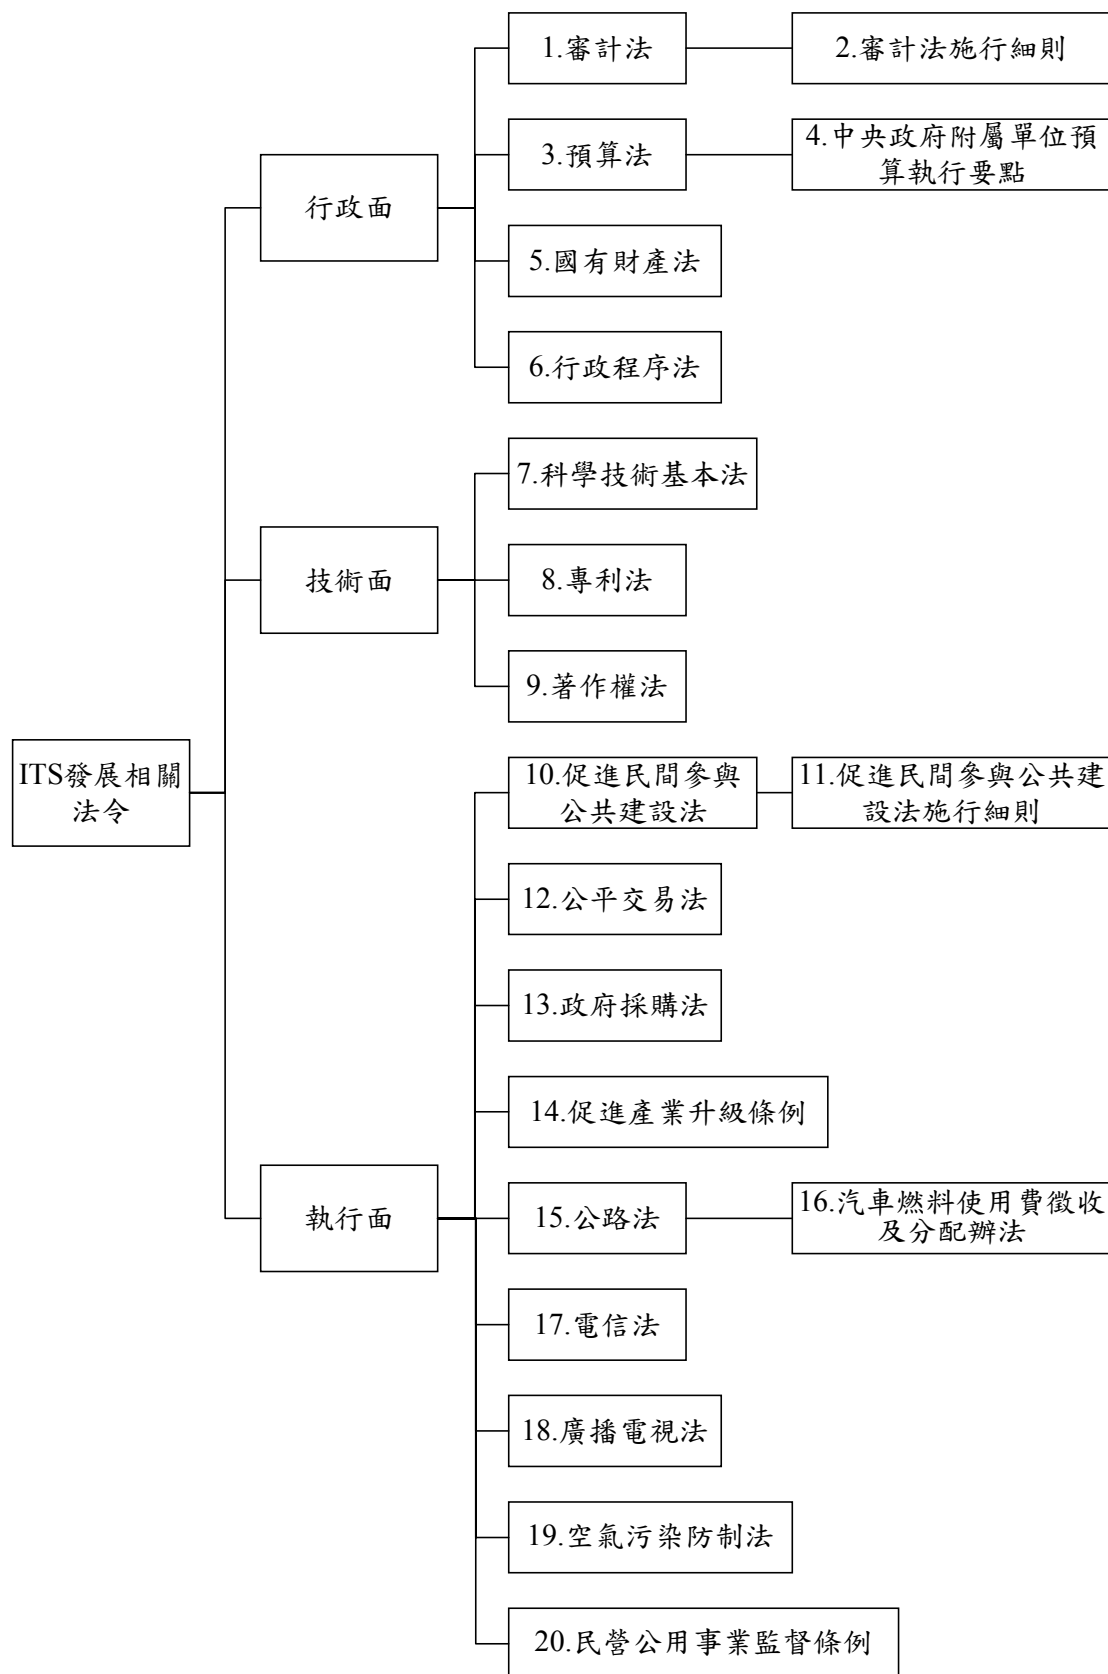 1.審計法
2.審計法施行細則
3.預算法
4.中央政府附屬單位預
算執行要點
行政面
5.國有財產法
6.行政程序法
7.科學技術基本法
技術面
8.專利法
9.著作權法
ITS發展相關
法令
10.促進民間參與
公共建設法
11.促進民間參與公共建
設法施行細則
12.公平交易法
13.政府採購法
14.促進產業升級條例
執行面
15.公路法
16.汽車燃料使用費徵收
及分配辦法
17.電信法
18.廣播電視法
19.空氣污染防制法
20.民營公用事業監督條例